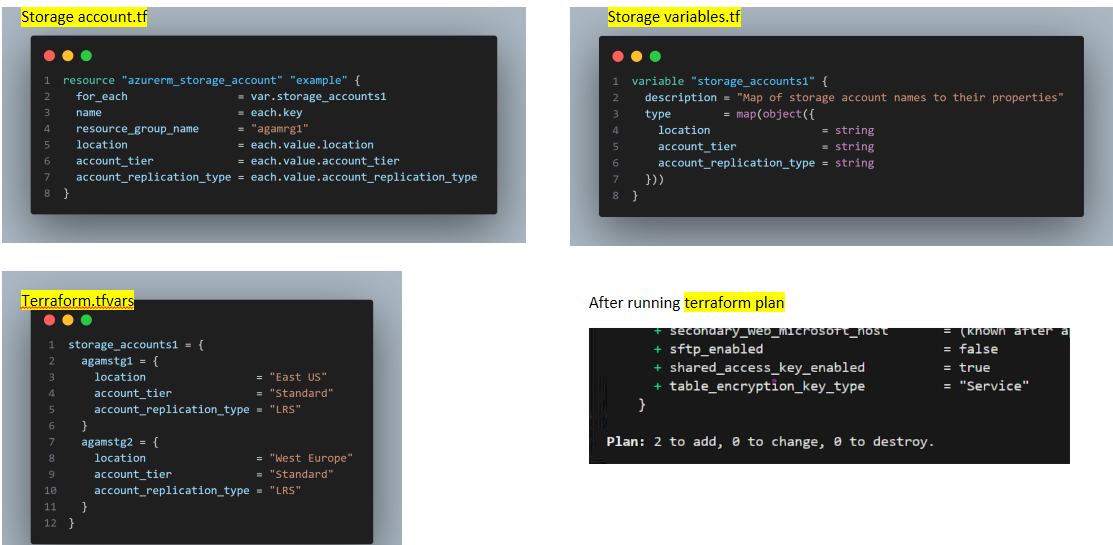 Storage account.tf
1 resource "azurerm_storage_account" "example" {
2 for_each = var.storage_accounts1
3 name = each.key
4 resource_group_name = "agamrg1"
5 location = each.value.location
6 account_tier = each.value.account_tier
7 account_replication_type = each.value.account_replication_type
8 }
Storage variables.tf
1 variable "storage_accounts1" {
2 description = "Map of storage account names to their properties"
3 type = map(object({
4 location = string
5 account_tier = string
6 account_replication_type = string
7 }))
8 }
Terraform.tfvars
1 storage_accounts1 = {
2 agamstg1 = {
3 location = "East US"
4 account_tier = "Standard"
5 account_replication_type = "LRS"
6 }
7 agamstg2 = {
8 location = "West Europe"
9 account_tier = "Standard"
10 account_replication_type = "LRS"
11 }
12 }
After running terraform plan
+ secondary_web_microsoft_host = (known after a
+ sftp_enabled = false
+ shared_access_key_enabled = true
+ table_encryption_key_type = "Service"
}
Plan: 2 to add, 0 to change, 0 to destroy.